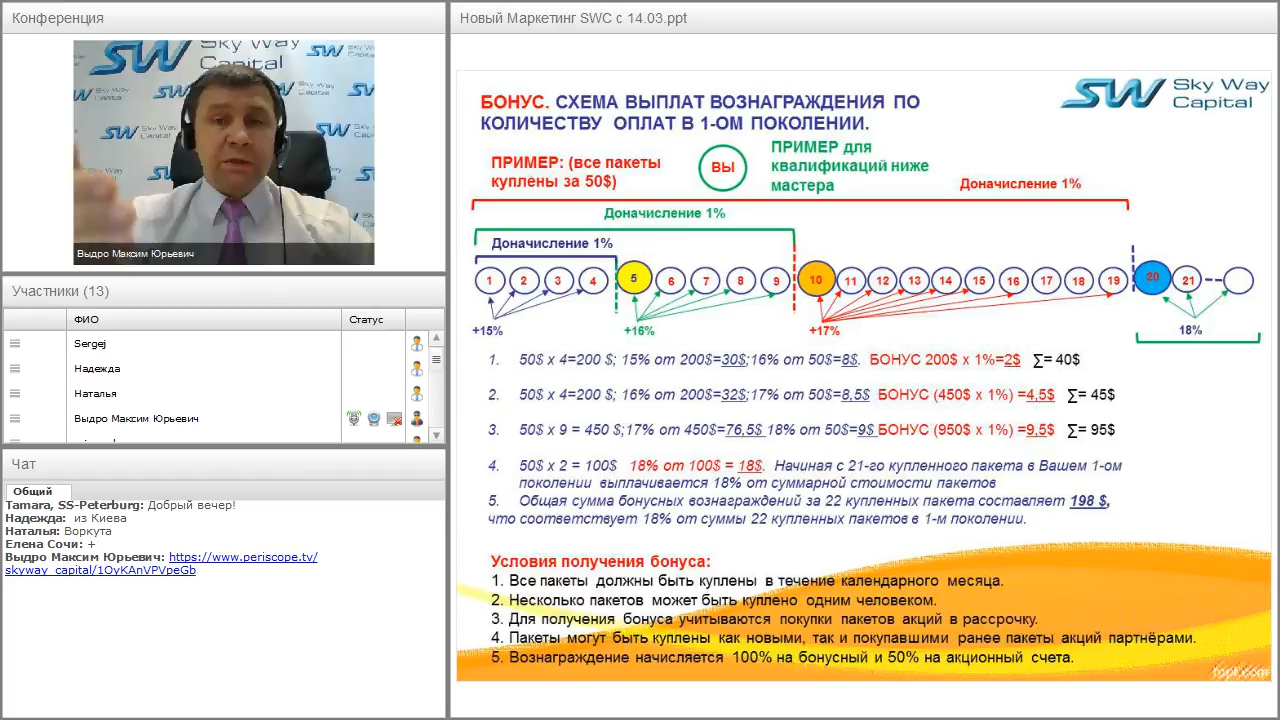 Конференция
Sky Way
Capital
Выдро Максим Юрьевич
Участники (13)
ФИО
Статус
Sergej
Надежда
Наталья
Выдро Максим Юрьевич
Чат
Общий
Tamara, SS-Peterburg: Добрый вечер!
Надежда: из Киева
Наталья: Воркута
Елена Сочи: +
Выдро Максим Юрьевич: https://www.periscope.tv/
skyway_capital/1OyKAnVPVpeGb
Новый Маркетинг SWC с 14.03.ppt
SW Sky Way
Capital
БОНУС. СХЕМА ВЫПЛАТ ВОЗНАГРАЖДЕНИЯ ПО
КОЛИЧЕСТВУ ОПЛАТ В 1-ОМ ПОКОЛЕНИИ.
ПРИМЕР: (все пакеты
куплены за 50$)
ВЫ
ПРИМЕР для
квалификаций ниже
мастера
Доначисление 1%
Доначисление 1%
Доначисление 1%
1 2 3 4 5 6 7 8 9 10 11 12 13 14 15 16 17 18 19 20 21
+15% +16% +17% 18%
1. 50$ х 4=200 $; 15% от 200$=30$;16% от 50$=8$. БОНУС 200$ х 1%=2$ ∑= 40$
2. 50$ х 4=200 $; 16% от 200$=32$;17% от 50$=8,5$ БОНУС (450$ х 1%) =4,5$ ∑= 45$
3. 50$ х 9 = 450 $;17% от 450$=76,5$ 18% от 50$=9$ БОНУС (950$ х 1%) =9,5$ ∑= 95$
4. 50$ х 2 = 100$ 18% от 100$ = 18$. Начиная с 21-го купленного пакета в Вашем 1-ом
поколении выплачивается 18% от суммарной стоимости пакетов
5. Общая сумма бонусных вознаграждений за 22 купленных пакета составляет 198 $,
что соответствует 18% от суммы 22 купленных пакетов в 1-м поколении.
Условия получения бонуса:
1. Все пакеты должны быть куплены в течение календарного месяца.
2. Несколько пакетов может быть куплено одним человеком.
3. Для получения бонуса учитываются покупки пакетов акций в рассрочку.
4. Пакеты могут быть куплены как новыми, так и покупавшими ранее пакеты акций партнёрами.
5. Вознаграждение начисляется 100% на бонусный и 50% на акционный счета.